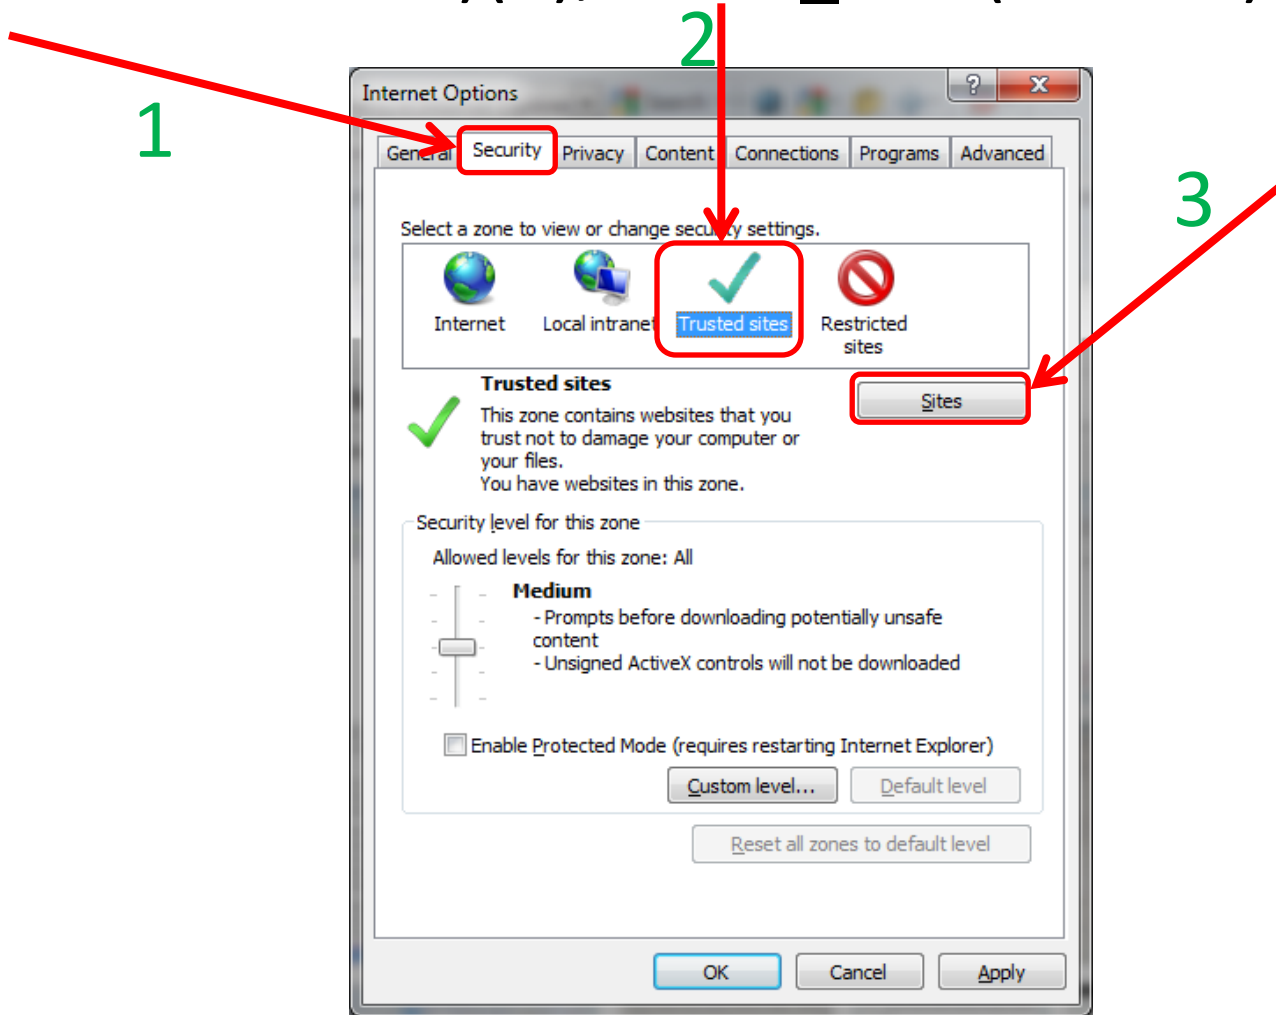 2
Internet Options
1
General Security Privacy Content Connections Programs Advanced
3
Select a zone to view or change security settings.
Internet Local intranet Trusted sites Restricted sites
Trusted sites
Sites
This zone contains websites that you
trust not to damage your computer or
your files.
You have websites in this zone.
Security level for this zone
Allowed levels for this zone: All
Medium
- Prompts before downloading potentially unsafe
content
- Unsigned ActiveX controls will not be downloaded
Enable Protected Mode (requires restarting Internet Explorer)
Custom level... Default level
Reset all zones to default level
OK Cancel Apply